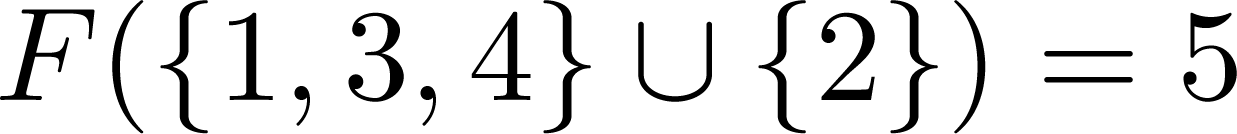 F({1, 3, 4} ∪ {2}) = 5